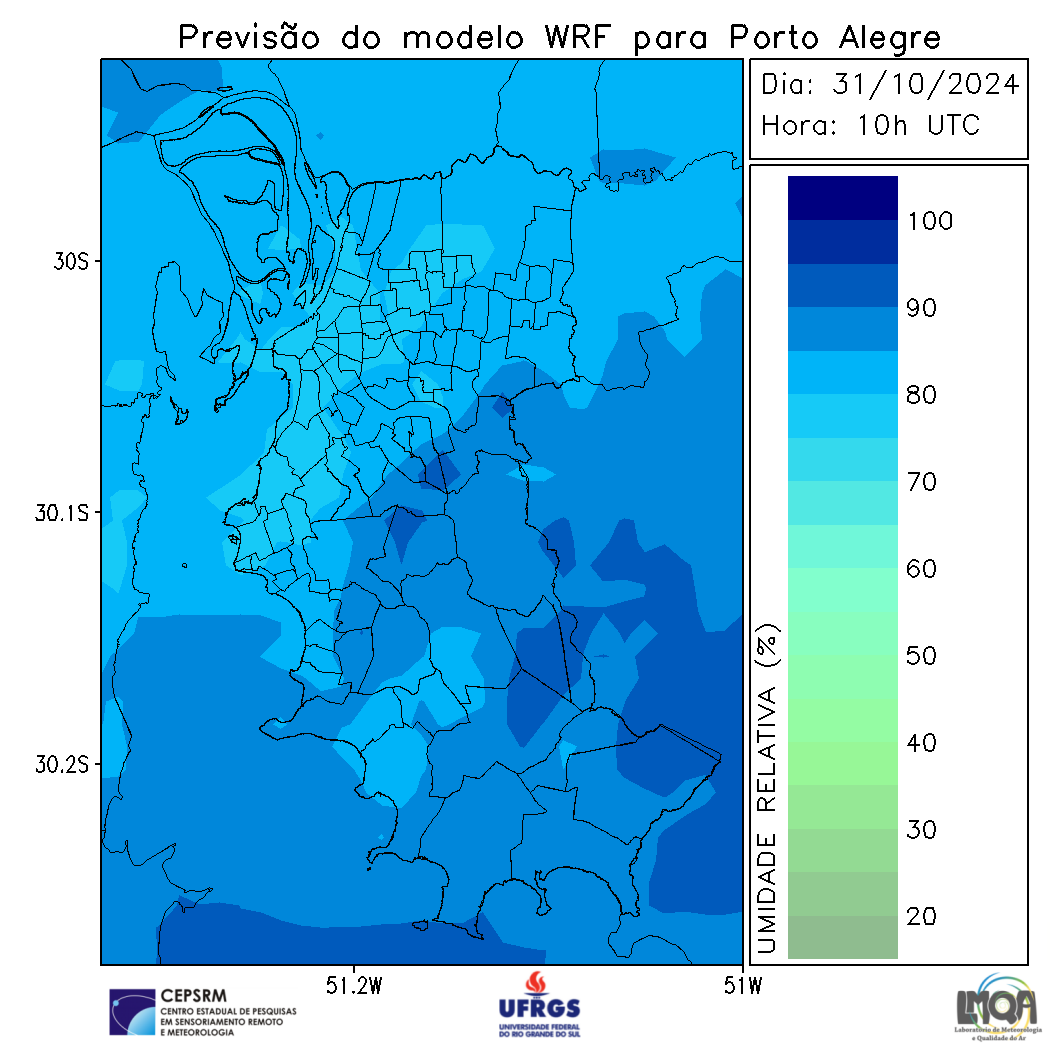 Previsão do modelo WRF para Porto Alegre
Dia: 31/10/2024
Hora: 10h UTC
30S
30.1S
30.2S
51.2W
51W
100
90
80
70
60
50
40
30
20
UMIDADE RELATIVA (%)
CEPSRM
CENTRO ESTADUAL DE PESQUISAS
EM SENSORIAMENTO REMOTO
E METEOROLOGIA
UFRGS
UNIVERSIDADE FEDERAL
DO RIO GRANDE DO SUL
LMQA
Laboratório de Meteorologia
e Qualidade do Ar